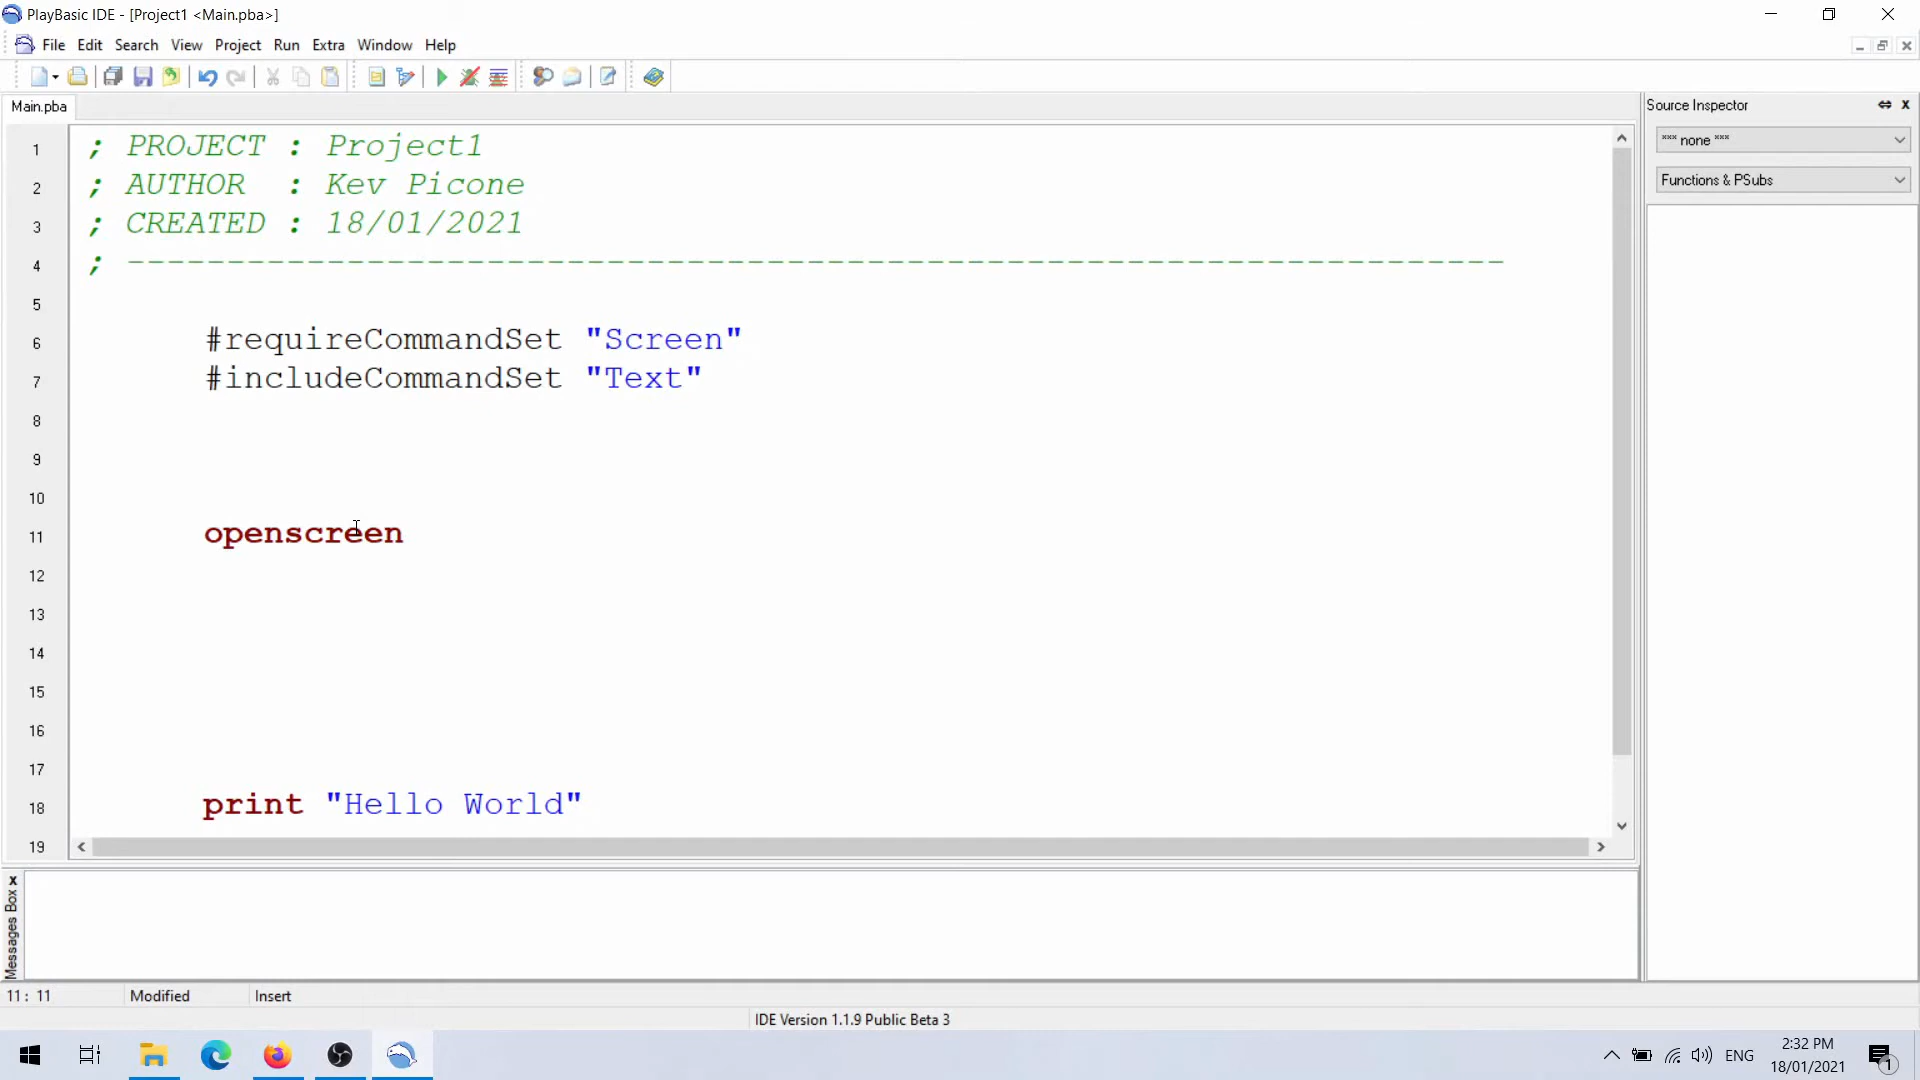 PlayBasic IDE - [Project1 <Main.pba>]
File Edit Search View Project Run Extra Window Help
Main.pba
Source Inspector
*** none ***
Functions & PSubs
1 ; PROJECT : Project1
2 ; AUTHOR  : Kev Picone
3 ; CREATED : 18/01/2021
4 ; ---------------------------------------------------------------------
5
6 #requireCommandSet "Screen"
7 #includeCommandSet "Text"
8
9
10
11 openscreen
12
13
14
15
16
17
18 print "Hello World"
19
Messages Box
11 : 11 Modified Insert
IDE Version 1.1.9 Public Beta 3
ENG
2:32 PM
18/01/2021
1